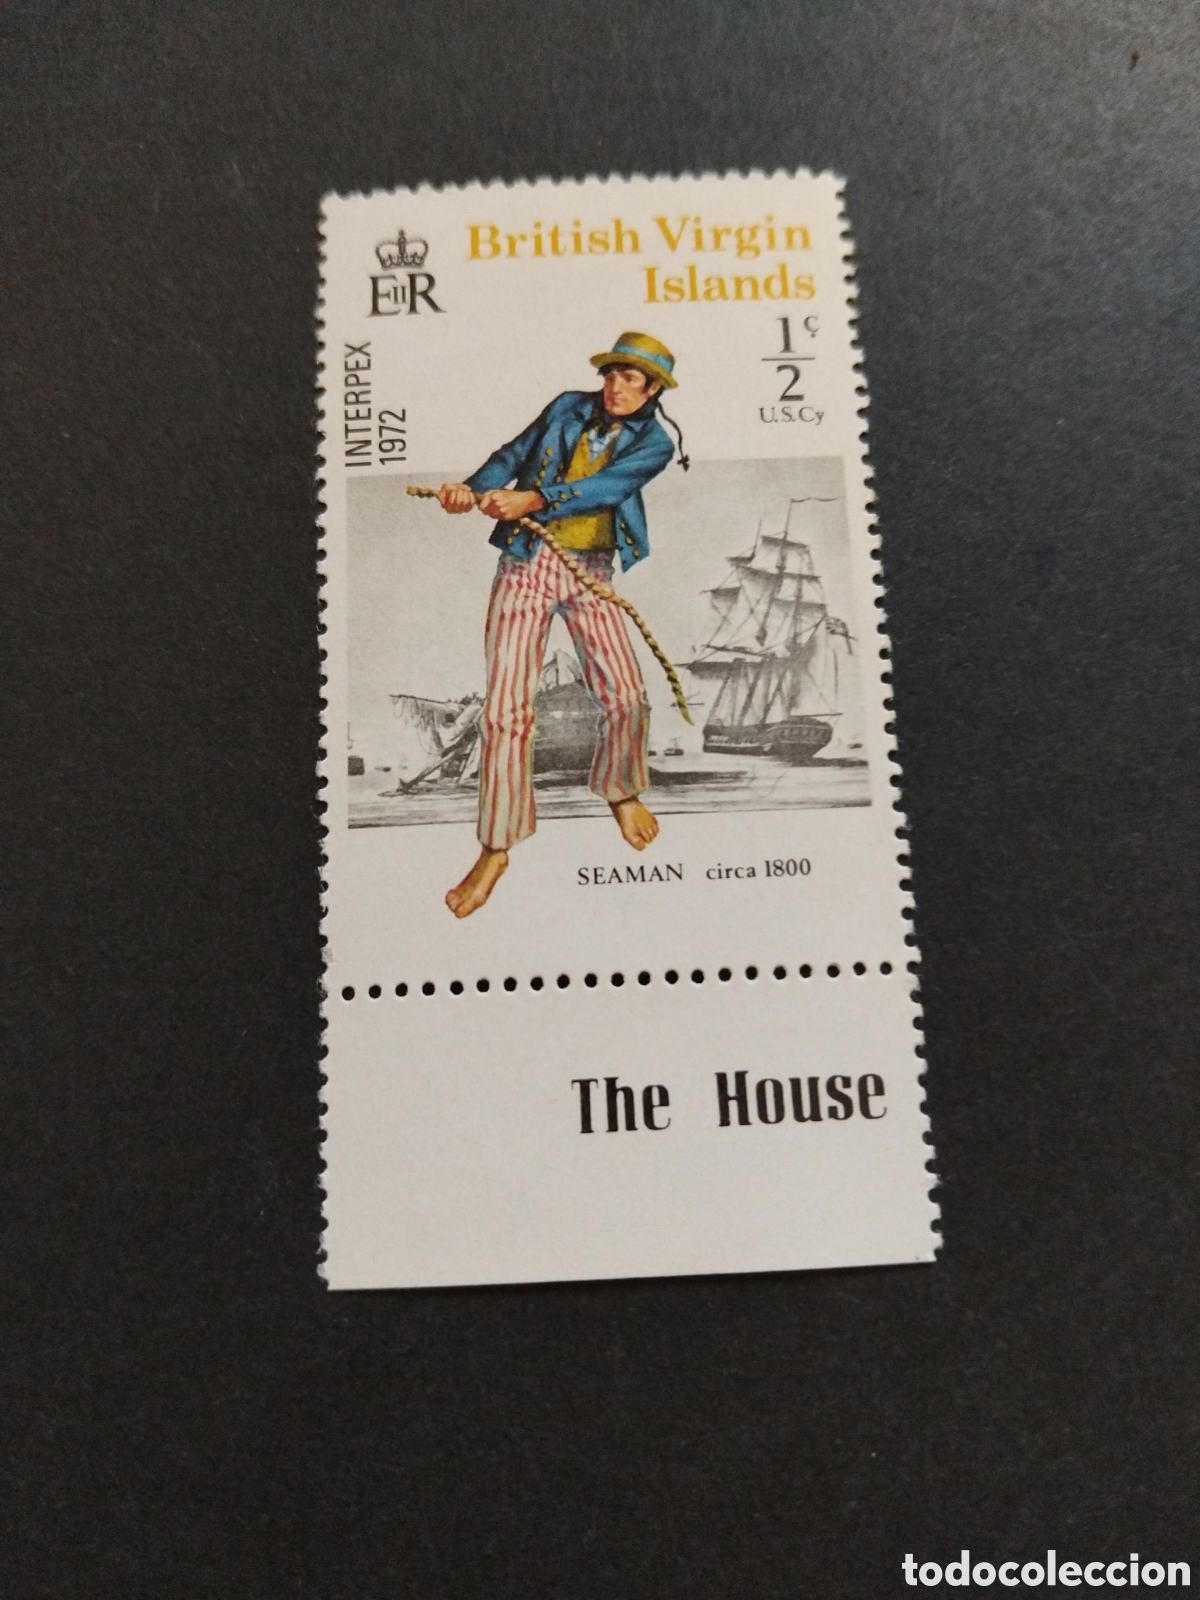 British Virgin
Islands
EIIR
1/2 ¢
U.S.Cy
INTERPEX
1972
SEAMAN circa 1800
The House
todocoleccion